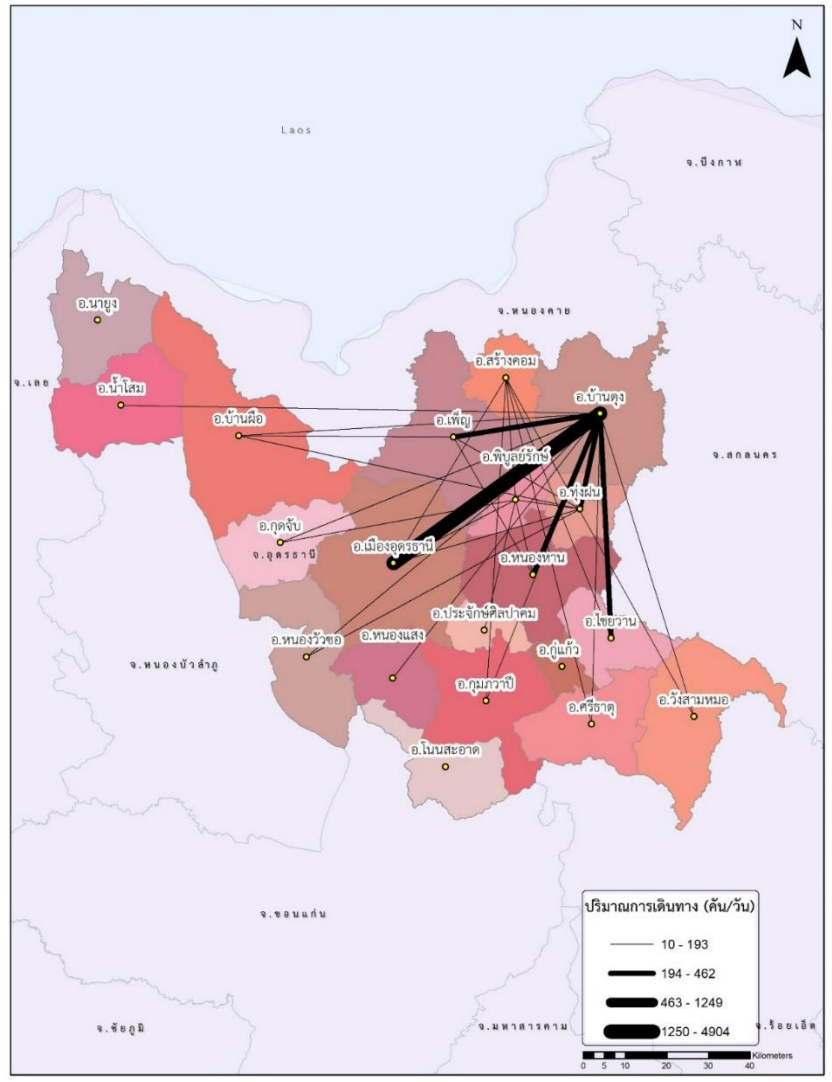 N
Laos
จ.บึงกาฬ
จ.หนองคาย
อ.นายูง
อ.สร้างคอม
จ.เลย
อ.น้ำโสม
อ.บ้านดุง
อ.บ้านผือ
อ.เพ็ญ
จ.สกลนคร
อ.พิบูลย์รักษ์
อ.ทุ่งฝน
อ.กุดจับ
จ.อุดรธานี
อ.เมืองอุดรธานี
อ.หนองหาน
อ.ประจักษ์ศิลปาคม
อ.ไชยวาน
อ.หนองวัวซอ
อ.หนองแสง
อ.กู่แก้ว
จ.หนองบัวลำภู
อ.กุมภวาปี
อ.ศรีธาตุ
อ.วังสามหมอ
อ.โนนสะอาด
จ.ขอนแก่น
ปริมาณการเดินทาง (คัน/วัน)
10 - 193
194 - 462
463 - 1249
1250 - 4904
จ.ชัยภูมิ
จ.มหาสารคาม
จ.ร้อยเอ็ด
Kilometers
0 5 10 20 30 40